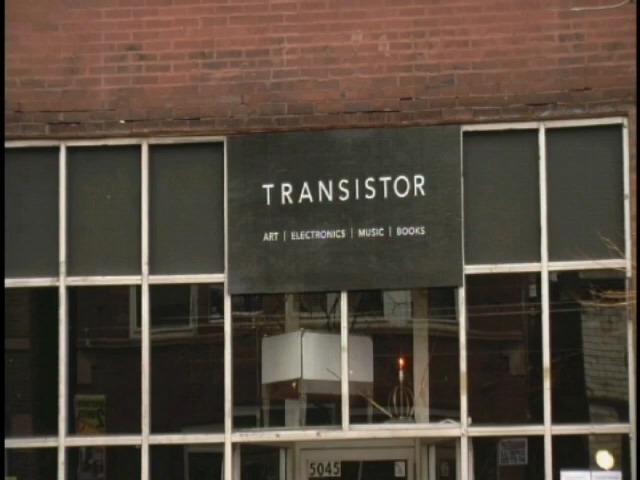 TRANSISTOR
ART | ELECTRONICS | MUSIC | BOOKS
5045